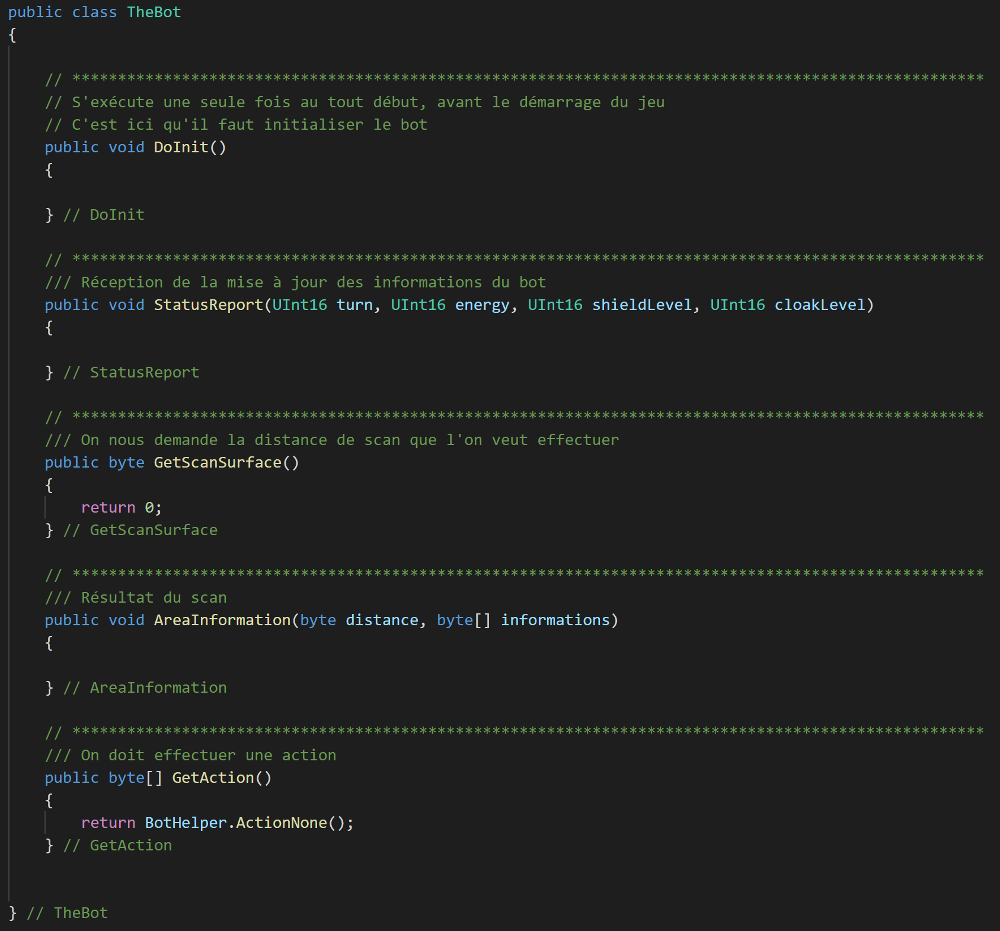 public class TheBot
{
// ****************************************************************************************************
// S'exécute une seule fois au tout début, avant le démarrage du jeu
// C'est ici qu'il faut initialiser le bot
public void DoInit()
{
} // DoInit
// ****************************************************************************************************
/// Réception de la mise à jour des informations du bot
public void StatusReport(UInt16 turn, UInt16 energy, UInt16 shieldLevel, UInt16 cloakLevel)
{
} // StatusReport
// ****************************************************************************************************
/// On nous demande la distance de scan que l'on veut effectuer
public byte GetScanSurface()
{
return 0;
} // GetScanSurface
// ****************************************************************************************************
/// Résultat du scan
public void AreaInformation(byte distance, byte[] informations)
{
} // AreaInformation
// ****************************************************************************************************
/// On doit effectuer une action
public byte[] GetAction()
{
return BotHelper.ActionNone();
} // GetAction
} // TheBot